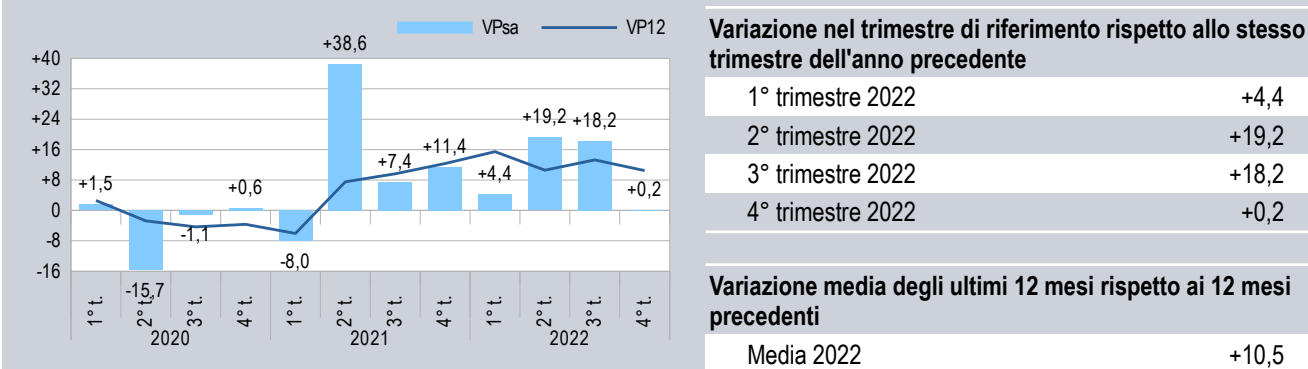 VPsa VP12
+40
+32
+24
+16
+8
0
-8
-16
+1,5
-15,7
-1,1
+0,6
-8,0
+38,6
+7,4
+11,4
+4,4
+19,2
+18,2
+0,2
1° t. 2° t. 3° t. 4° t. 1° t. 2° t. 3° t. 4° t. 1° t. 2° t. 3° t. 4° t.
2020 2021 2022
Variazione nel trimestre di riferimento rispetto allo stesso
trimestre dell'anno precedente
1° trimestre 2022 +4,4
2° trimestre 2022 +19,2
3° trimestre 2022 +18,2
4° trimestre 2022 +0,2
Variazione media degli ultimi 12 mesi rispetto ai 12 mesi
precedenti
Media 2022 +10,5